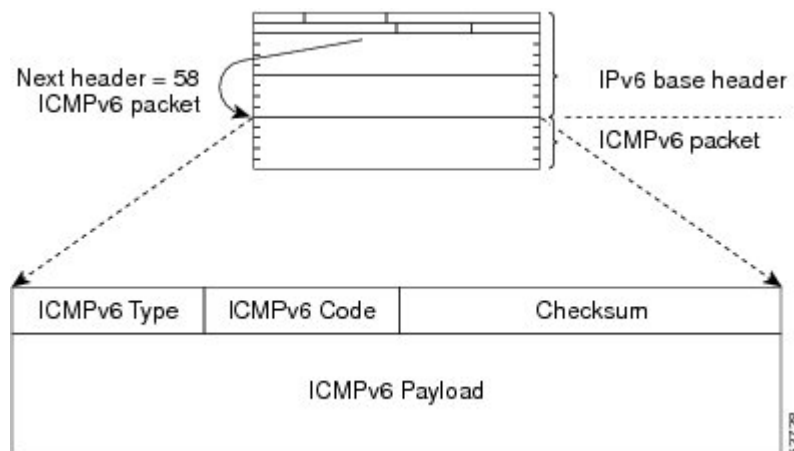 Next header = 58
ICMPv6 packet
IPv6 base header
ICMPv6 packet
ICMPv6 Type
ICMPv6 Code
Checksum
ICMPv6 Payload